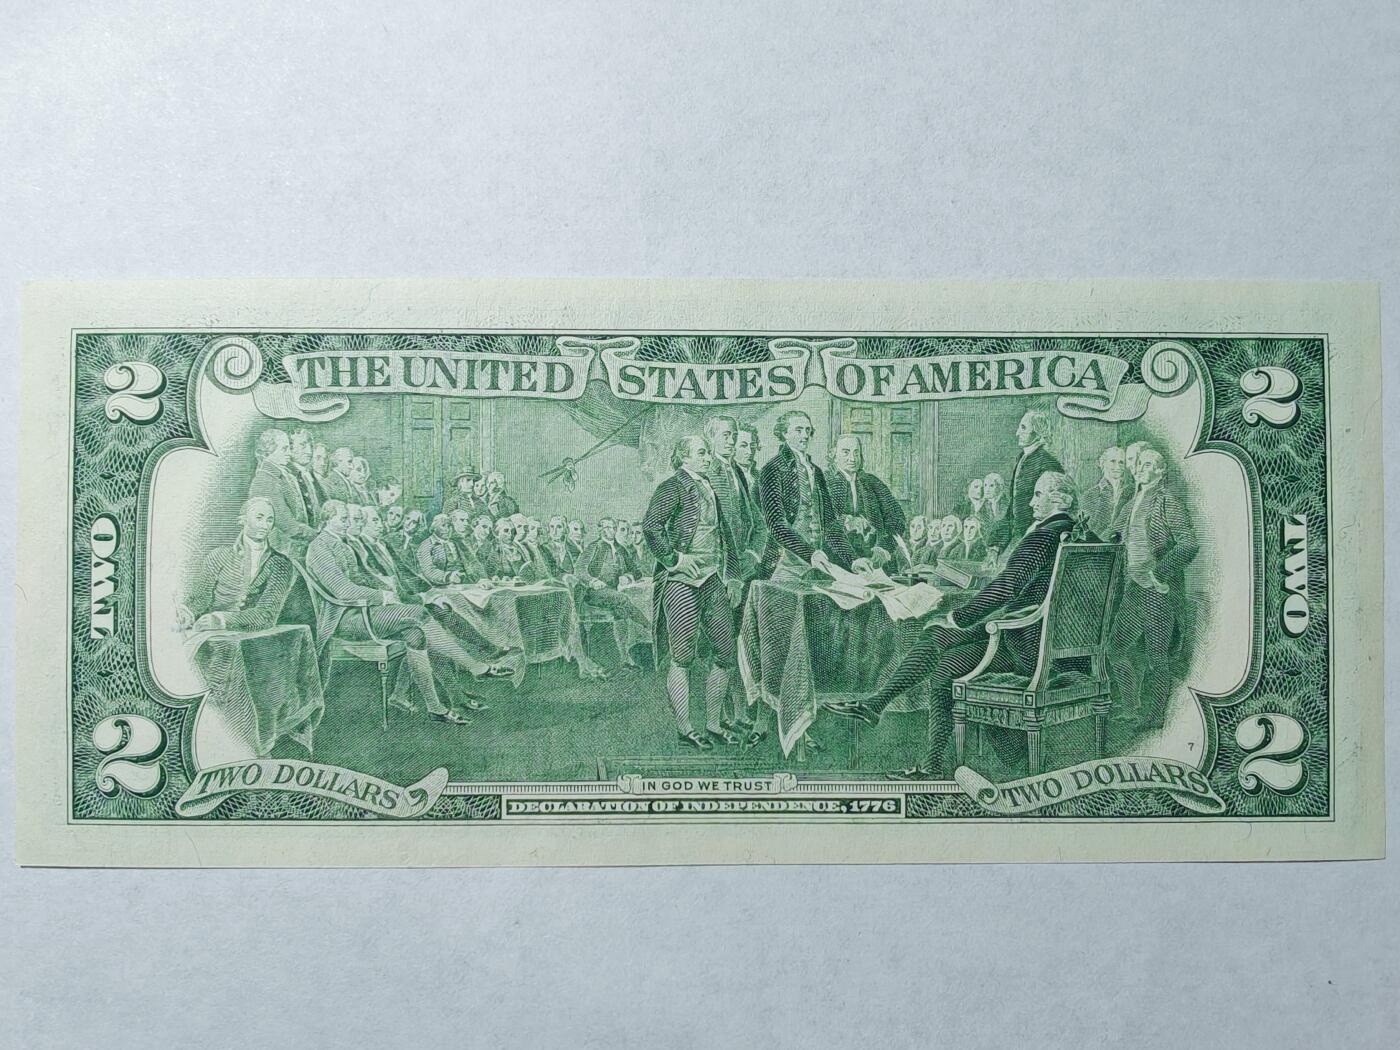 THE UNITED STATES OF AMERICA
2
2
TWO
TWO
2
2
7
TWO DOLLARS
IN GOD WE TRUST
TWO DOLLARS
DECLARATION OF INDEPENDENCE, 1776